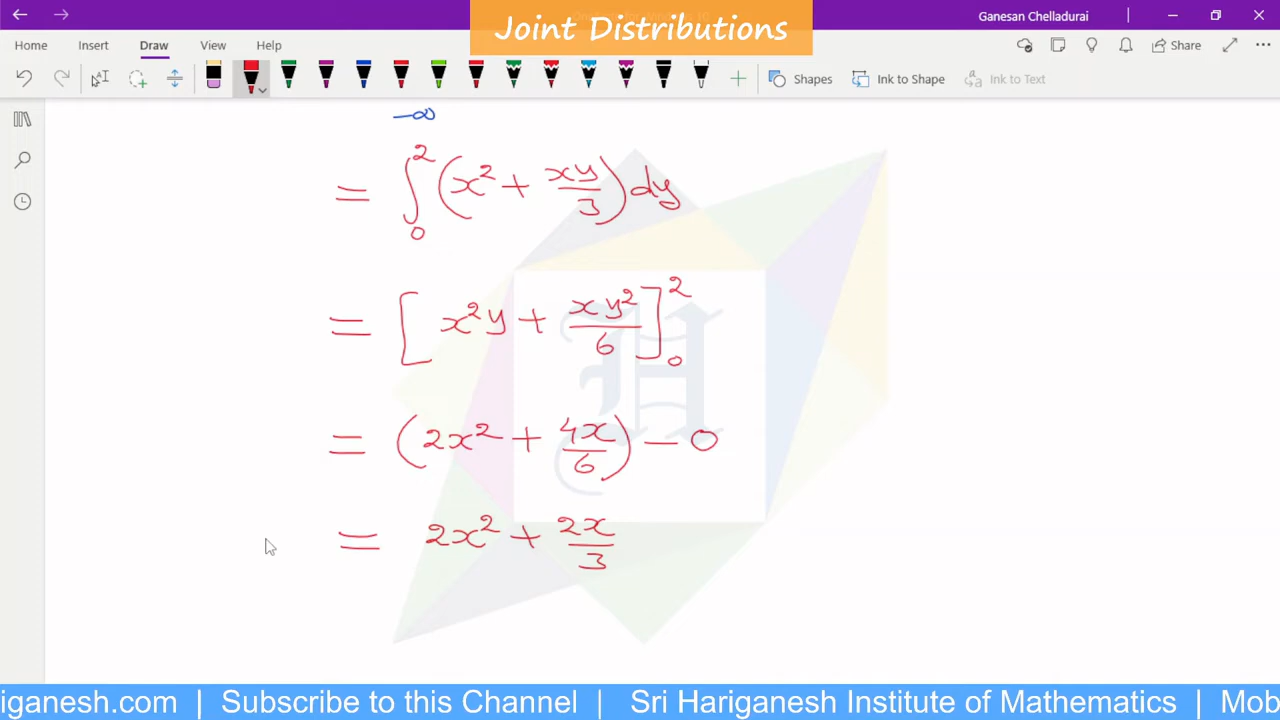 Joint Distributions
Ganesan Chelladurai
Home Insert Draw View Help
Share
Shapes Ink to Shape Ink to Text
-∞
= ∫₀² (x² + xy/3) dy
= [x²y + xy²/6]₀²
= (2x² + 4x/6) - 0
= 2x² + 2x/3
H
iganesh.com | Subscribe to this Channel | Sri Hariganesh Institute of Mathematics | Mob